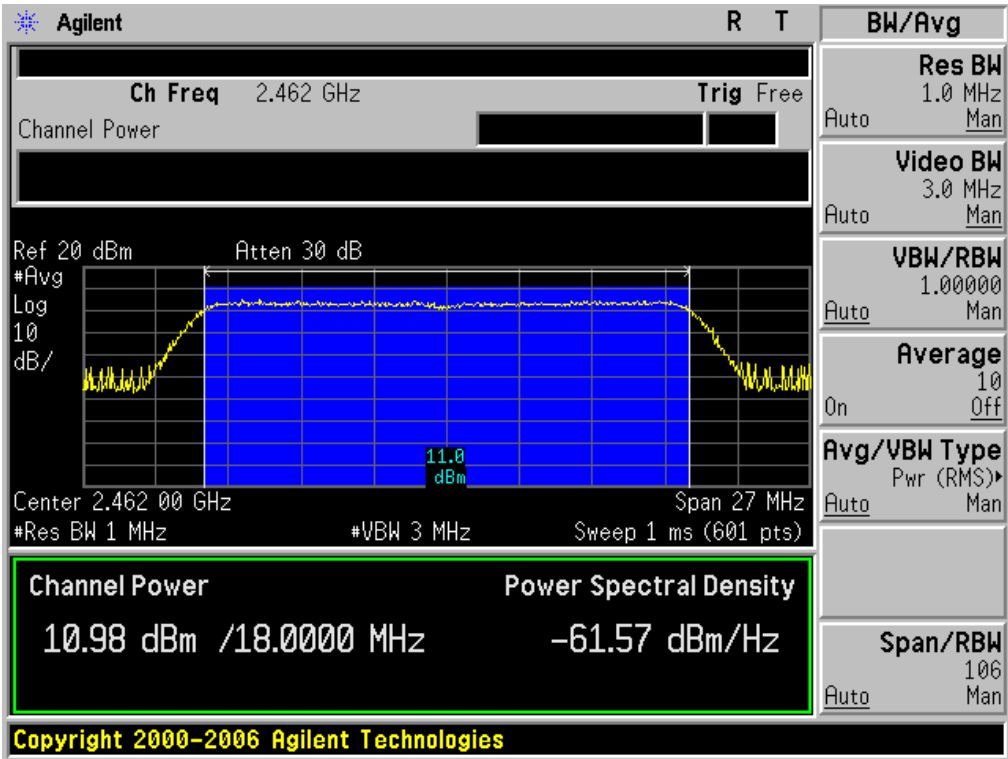 Agilent R T
Ch Freq 2.462 GHz Trig Free
Channel Power
Ref 20 dBm Atten 30 dB
#Avg
Log
10
dB/
11.0
dBm
Center 2.462 00 GHz Span 27 MHz
#Res BW 1 MHz #VBW 3 MHz Sweep 1 ms (601 pts)
Channel Power Power Spectral Density
10.98 dBm /18.0000 MHz -61.57 dBm/Hz
Copyright 2000-2006 Agilent Technologies
BW/Avg
Res BW
1.0 MHz
Auto Man
Video BW
3.0 MHz
Auto Man
VBW/RBW
1.00000
Auto Man
Average
10
On Off
Avg/VBW Type
Pwr (RMS)▸
Auto Man
Span/RBW
106
Auto Man